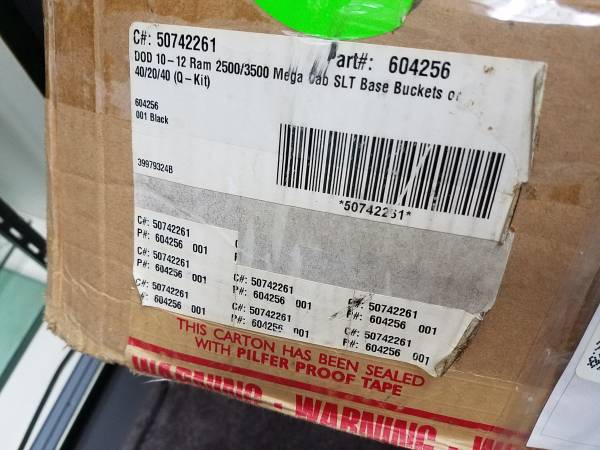 C#: 50742261
Part#: 604256
DOD 10-12 Ram 2500/3500 Mega Cab SLT Base Buckets or
40/20/40 (Q-Kit)
604256
001 Black
39979324B
*50742261*
C#: 50742261
P#: 604256 001
C#: 50742261
P#: 604256 001
C#: 50742261
P#: 604256 001
C#: 50742261
P#: 604256 001
C#: 50742261
P#: 604256 001
C#: 50742261
P#: 604256 001
C#: 50742261
P#: 604256 001
THIS CARTON HAS BEEN SEALED
WITH PILFER PROOF TAPE
WARNING · WARNING · W